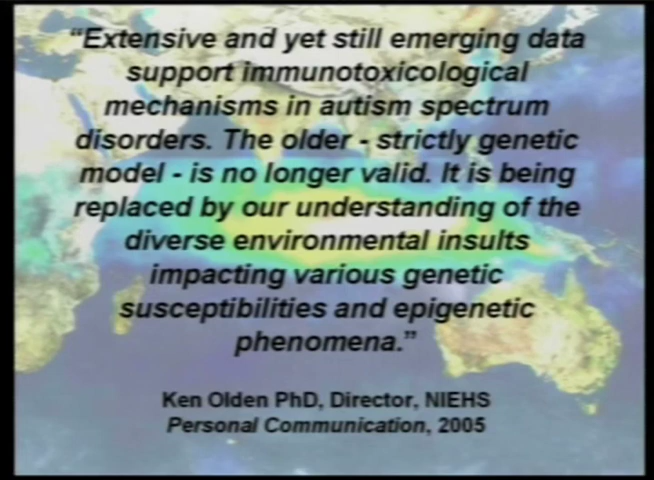 “Extensive and yet still emerging data
support immunotoxicological
mechanisms in autism spectrum
disorders. The older - strictly genetic
model - is no longer valid. It is being
replaced by our understanding of the
diverse environmental insults
impacting various genetic
susceptibilities and epigenetic
phenomena.”
Ken Olden PhD, Director, NIEHS
Personal Communication, 2005